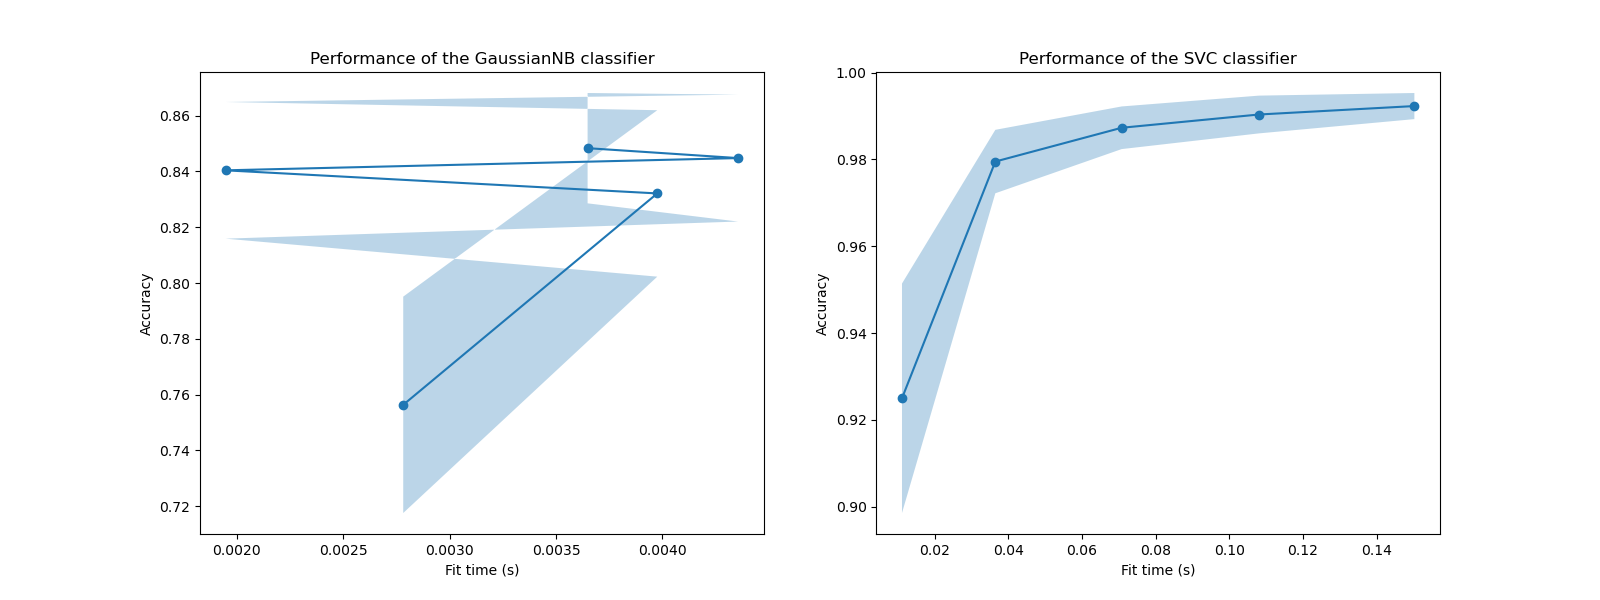 Performance of the GaussianNB classifier
0.86
0.84
0.82
0.80
0.78
0.76
0.74
0.72
Accuracy
0.0020 0.0025 0.0030 0.0035 0.0040
Fit time (s)
Performance of the SVC classifier
1.00
0.98
0.96
0.94
0.92
0.90
Accuracy
0.02 0.04 0.06 0.08 0.10 0.12 0.14
Fit time (s)